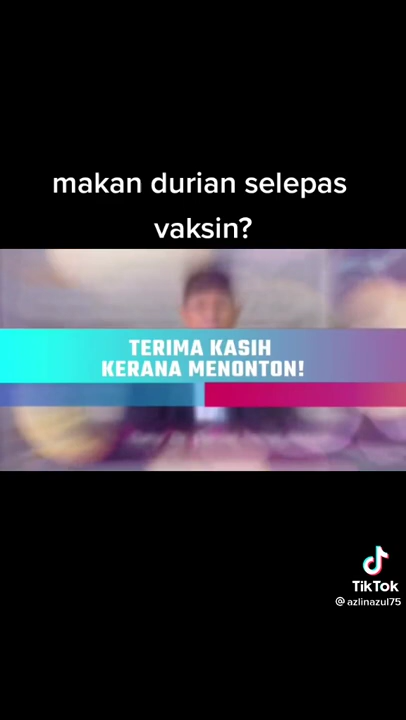 makan durian selepas
vaksin?
TERIMA KASIH
KERANA MENONTON!
TikTok
@azlinazul75